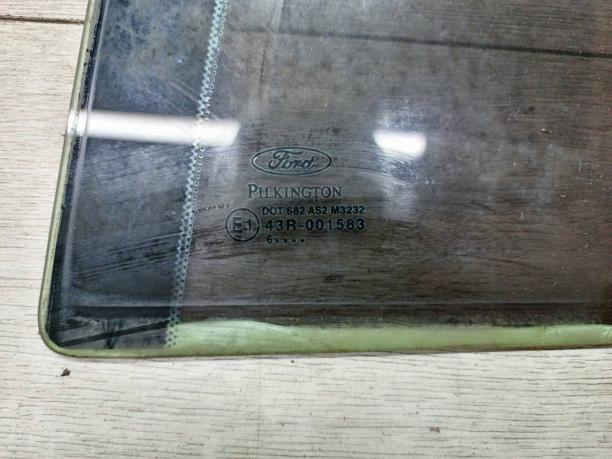 Ford
PILKINGTON
DOT 682 AS2 M3232
E1 43R-001583
6....